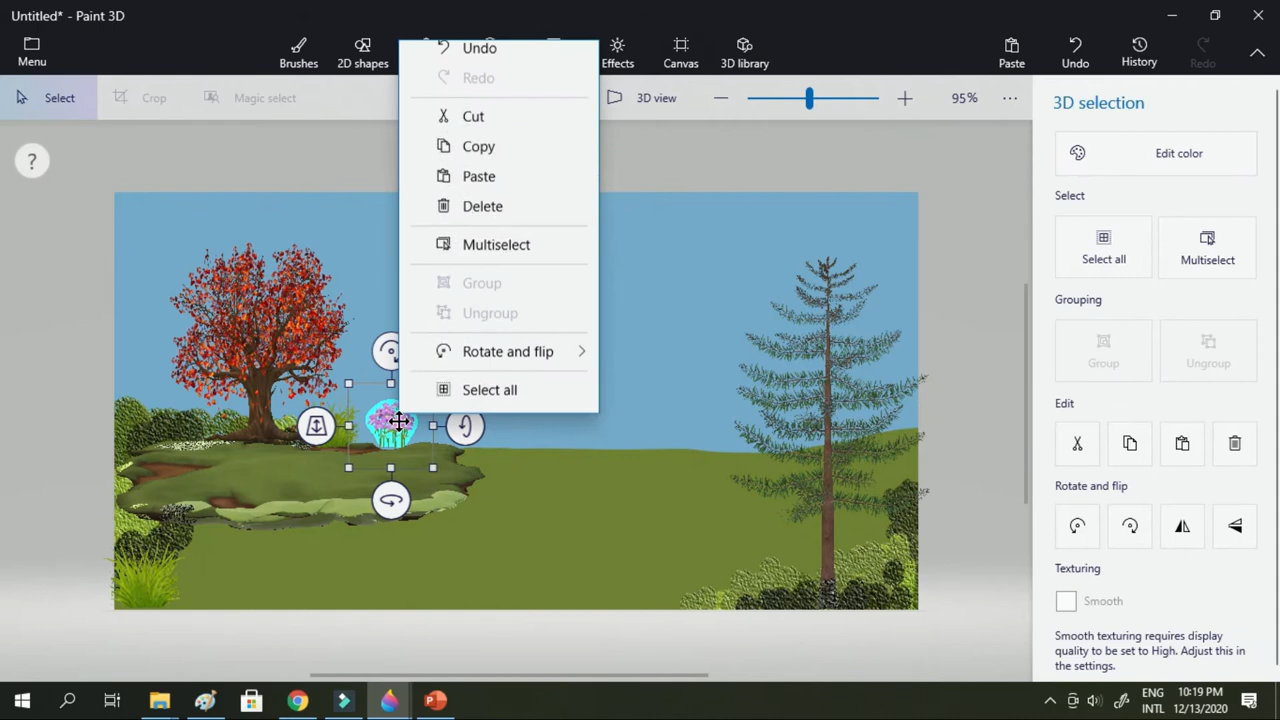 Untitled* - Paint 3D
Menu
Brushes
2D shapes
Effects
Canvas
3D library
Paste
Undo
History
Redo
Select
Crop
Magic select
3D view
95%
Undo
Redo
Cut
Copy
Paste
Delete
Multiselect
Group
Ungroup
Rotate and flip
Select all
?
3D selection
Edit color
Select
Select all
Multiselect
Grouping
Group
Ungroup
Edit
Rotate and flip
Texturing
Smooth
Smooth texturing requires display
quality to be set to High. Adjust this in
the settings.
ENG
INTL
10:19 PM
12/13/2020